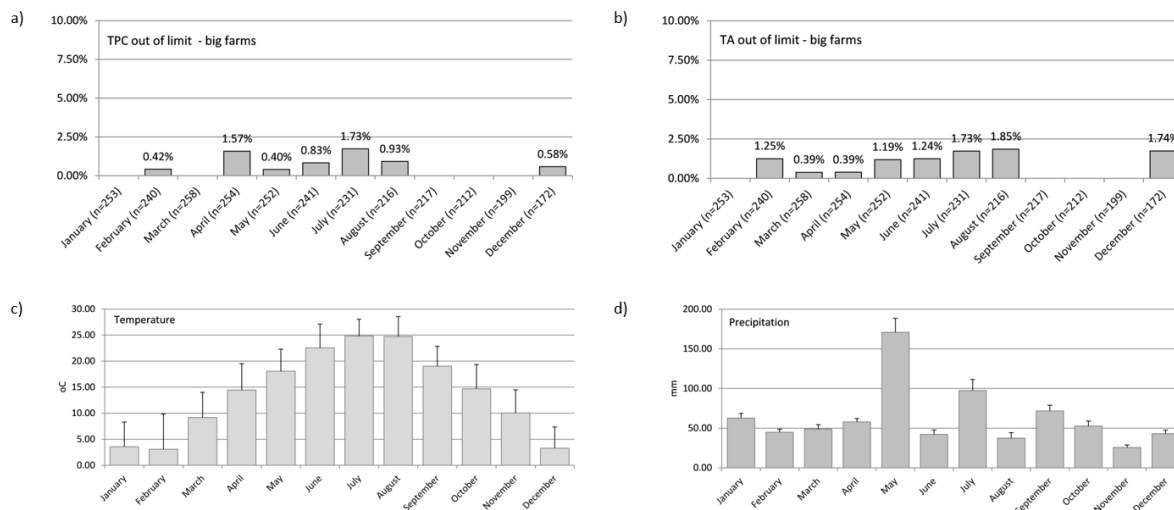 a)
10.00%
7.50%
5.00%
2.50%
0.00%
TPC out of limit - big farms
0.42%
1.57%
0.40%
0.83%
1.73%
0.93%
0.58%
January (n=253)
February (n=240)
March (n=258)
April (n=254)
May (n=252)
June (n=241)
July (n=231)
August (n=216)
September (n=217)
October (n=212)
November (n=199)
December (n=172)
b)
10.00%
7.50%
5.00%
2.50%
0.00%
TA out of limit - big farms
1.25%
0.39%
0.39%
1.19%
1.24%
1.73%
1.85%
1.74%
January (n=253)
February (n=240)
March (n=258)
April (n=254)
May (n=252)
June (n=241)
July (n=231)
August (n=216)
September (n=217)
October (n=212)
November (n=199)
December (n=172)
c)
30.00
25.00
20.00
15.00
10.00
5.00
0.00
oC
Temperature
January
February
March
April
May
June
July
August
September
October
November
December
d)
200.00
150.00
100.00
50.00
0.00
mm
Precipitation
January
February
March
April
May
June
July
August
September
October
November
December